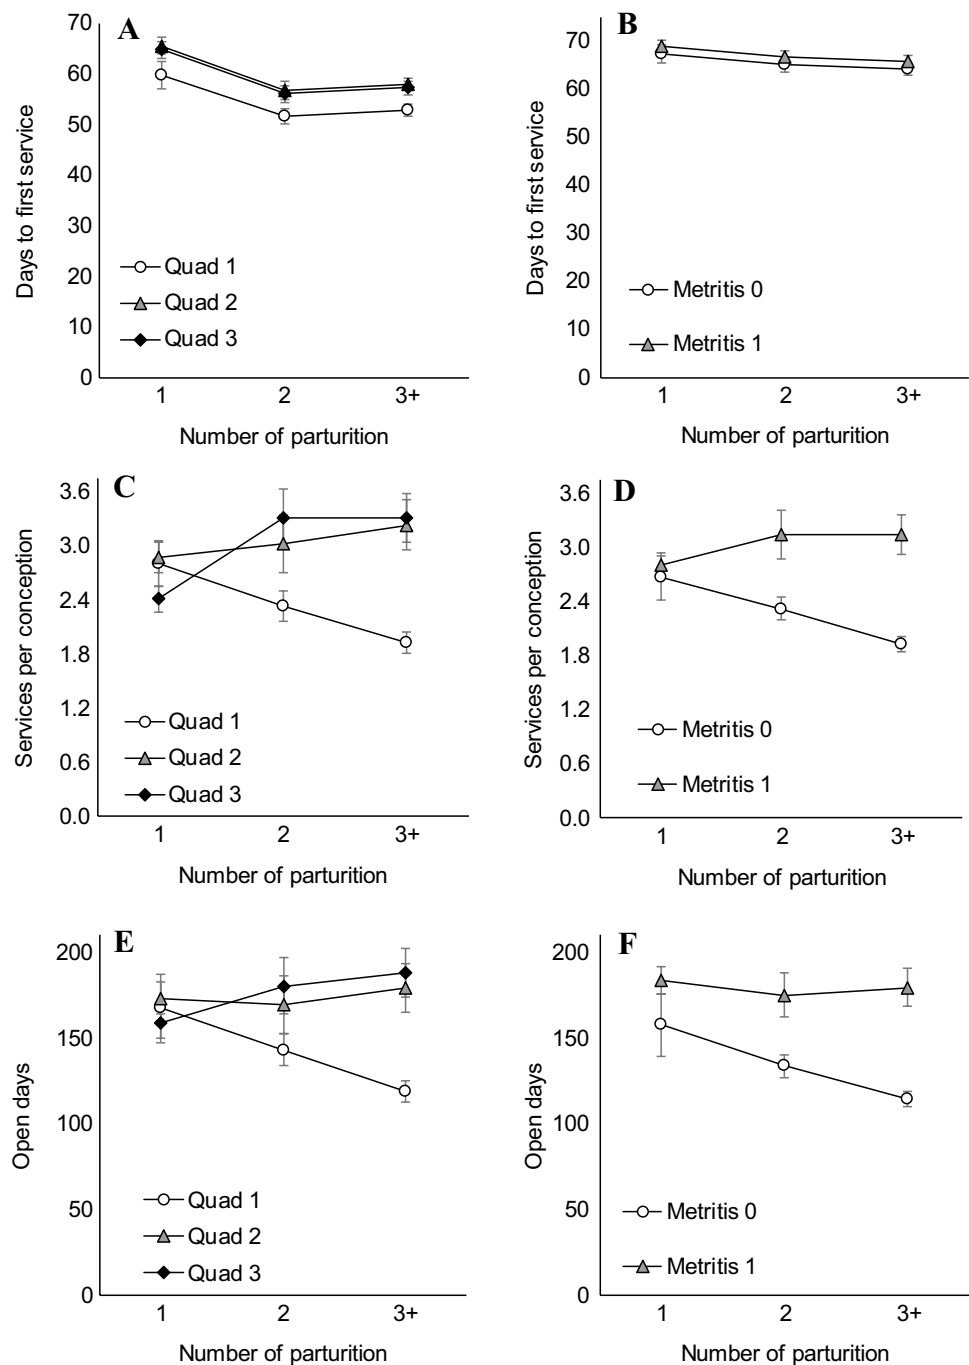 A
Days to first service
70
60
50
40
30
20
10
0
Quad 1
Quad 2
Quad 3
1 2 3+
Number of parturition
B
Days to first service
70
60
50
40
30
20
10
0
Metritis 0
Metritis 1
1 2 3+
Number of parturition
C
Services per conception
3.6
3.0
2.4
1.8
1.2
0.6
0.0
Quad 1
Quad 2
Quad 3
1 2 3+
Number of parturition
D
Services per conception
3.6
3.0
2.4
1.8
1.2
0.6
0.0
Metritis 0
Metritis 1
1 2 3+
Number of parturition
E
Open days
200
150
100
50
0
Quad 1
Quad 2
Quad 3
1 2 3+
Number of parturition
F
Open days
200
150
100
50
0
Metritis 0
Metritis 1
1 2 3+
Number of parturition